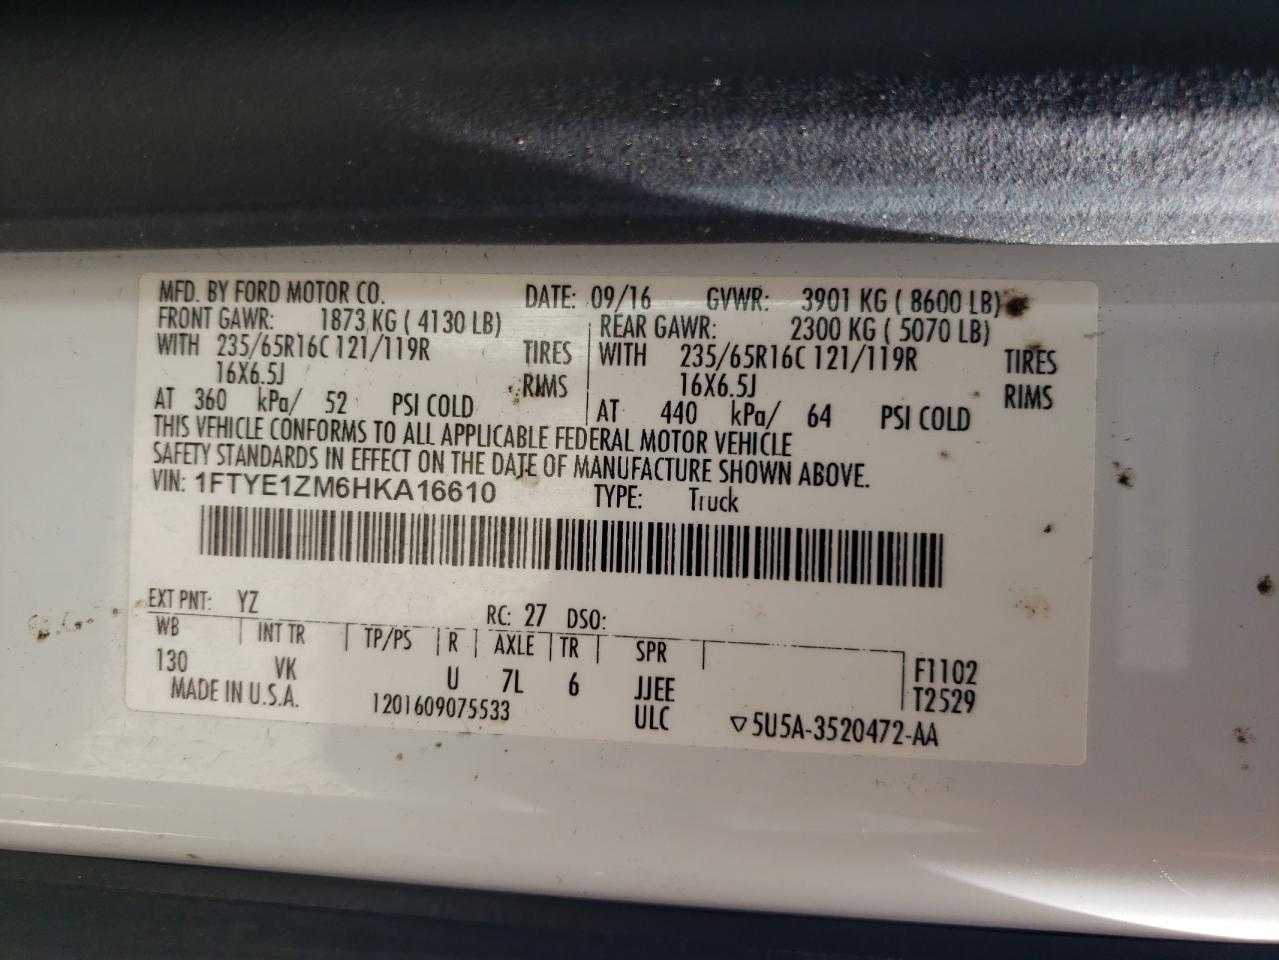 MFD. BY FORD MOTOR CO. DATE: 09/16 GVWR: 3901 KG ( 8600 LB)
FRONT GAWR: 1873 KG ( 4130 LB) REAR GAWR: 2300 KG ( 5070 LB)
WITH 235/65R16C 121/119R TIRES WITH 235/65R16C 121/119R TIRES
16X6.5J RIMS 16X6.5J RIMS
AT 360 kPa/ 52 PSI COLD AT 440 kPa/ 64 PSI COLD
THIS VEHICLE CONFORMS TO ALL APPLICABLE FEDERAL MOTOR VEHICLE
SAFETY STANDARDS IN EFFECT ON THE DATE OF MANUFACTURE SHOWN ABOVE.
VIN: 1FTYE1ZM6HKA16610 TYPE: Truck
EXT PNT: YZ RC: 27 DSO:
WB INT TR TP/PS R AXLE TR SPR
130 VK U 7L 6 JJEE F1102
MADE IN U.S.A. 1201609075533 ULC T2529
▽5U5A-3520472-AA